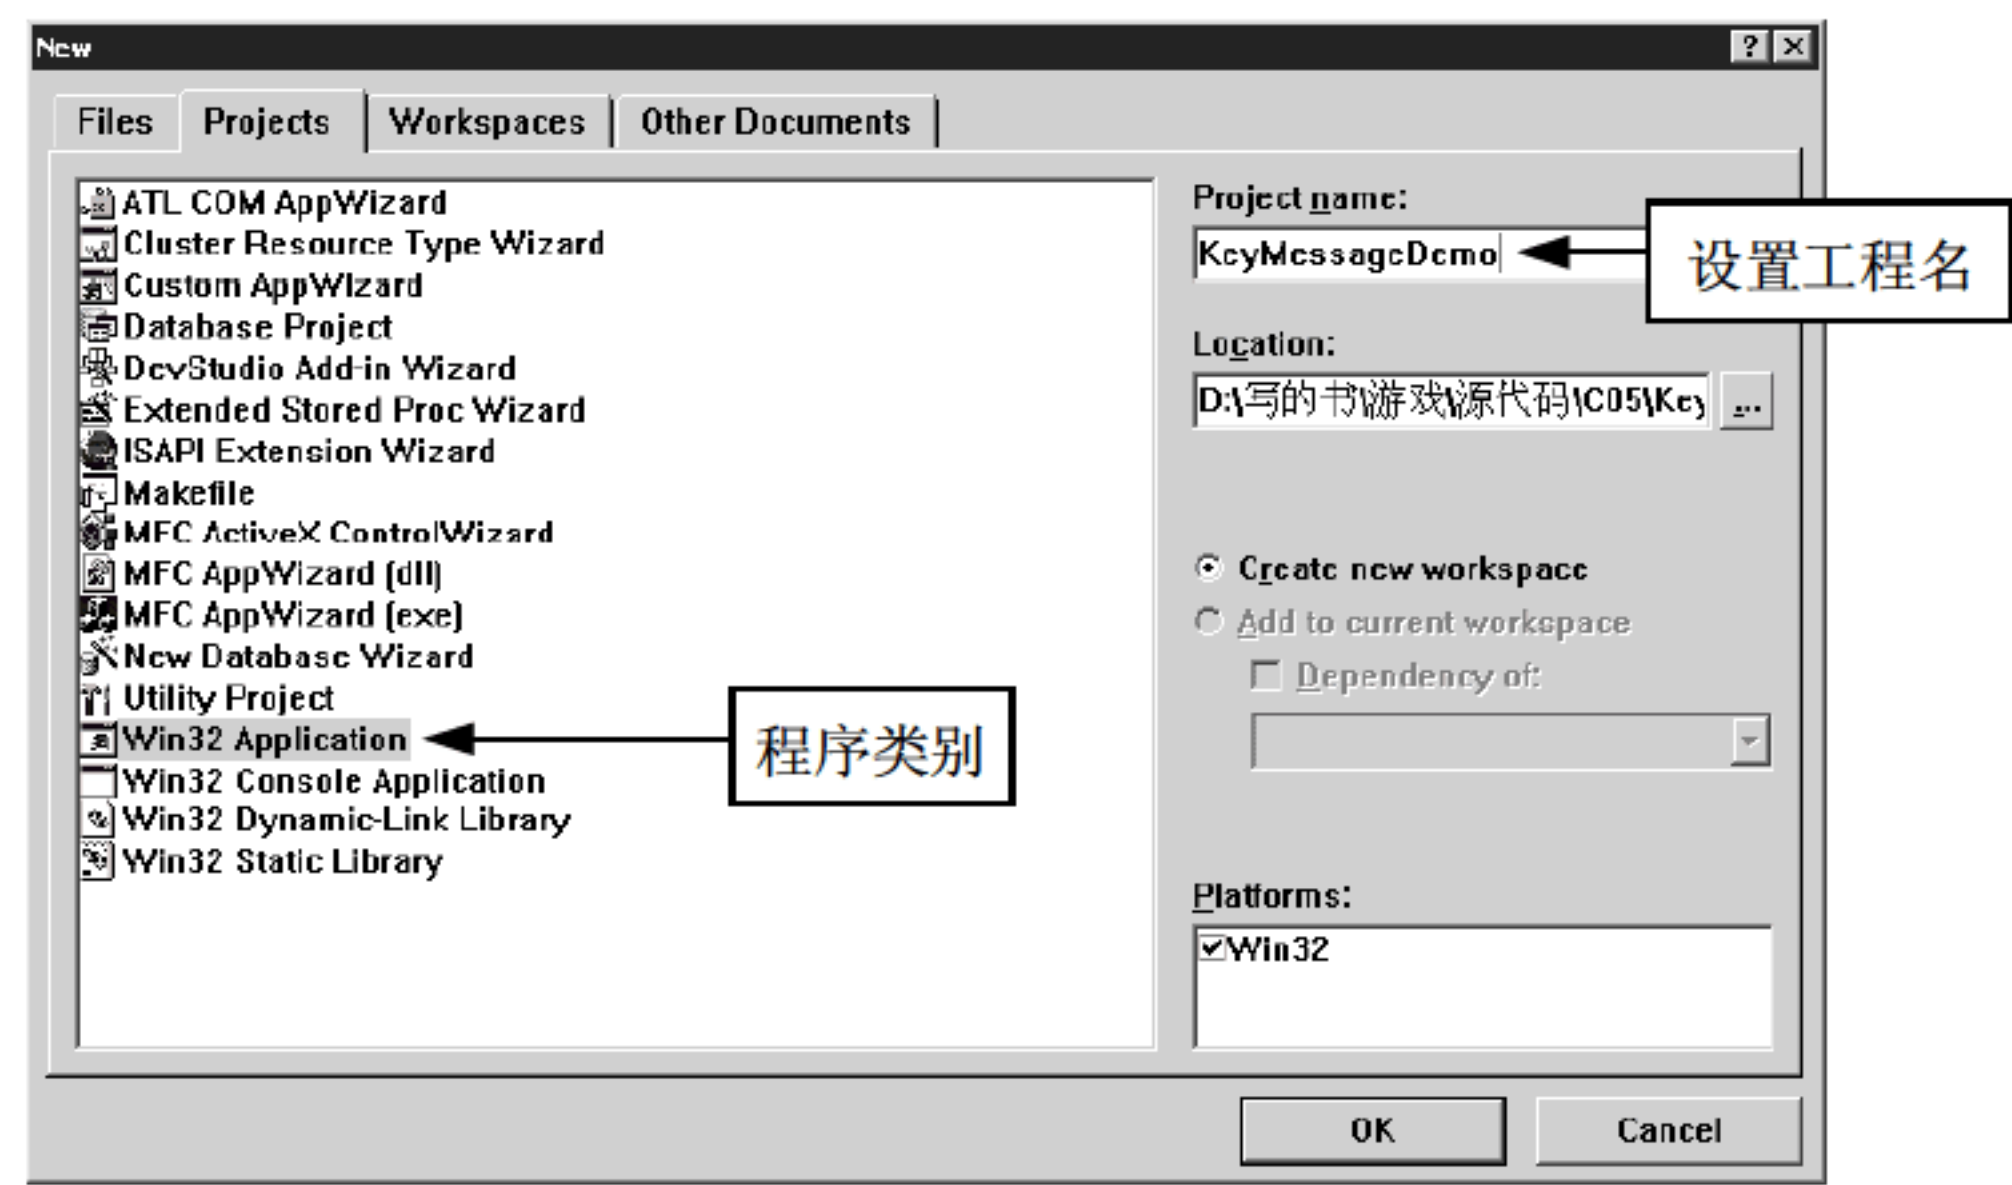 New
Files Projects Workspaces Other Documents
ATL COM AppWizard
Cluster Resource Type Wizard
Custom AppWizard
Database Project
DevStudio Add-in Wizard
Extended Stored Proc Wizard
ISAPI Extension Wizard
Makefile
MFC ActiveX ControlWizard
MFC AppWizard (dll)
MFC AppWizard (exe)
New Database Wizard
Utility Project
Win32 Application
Win32 Console Application
Win32 Dynamic-Link Library
Win32 Static Library
程序类别
Project name:
KeyMessageDemo
设置工程名
Location:
D:\写的书\游戏\源代码\C05\Key
...
Create new workspace
Add to current workspace
Dependency of:
Platforms:
Win32
OK Cancel